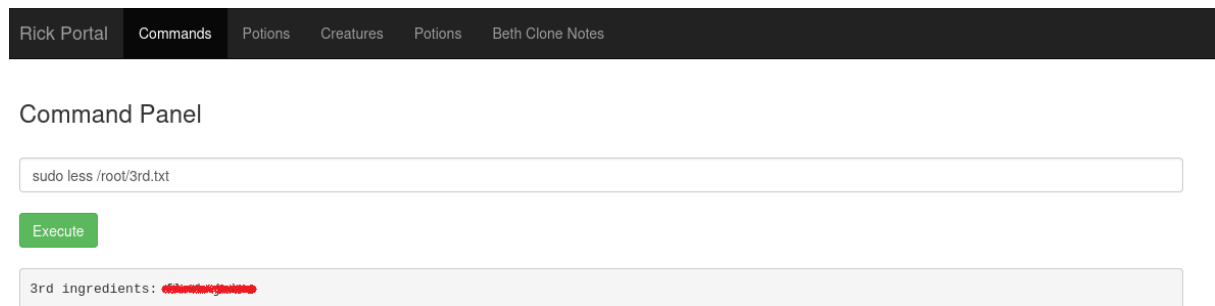 Rick Portal Commands Potions Creatures Potions Beth Clone Notes
Command Panel
sudo less /root/3rd.txt
Execute
3rd ingredients: